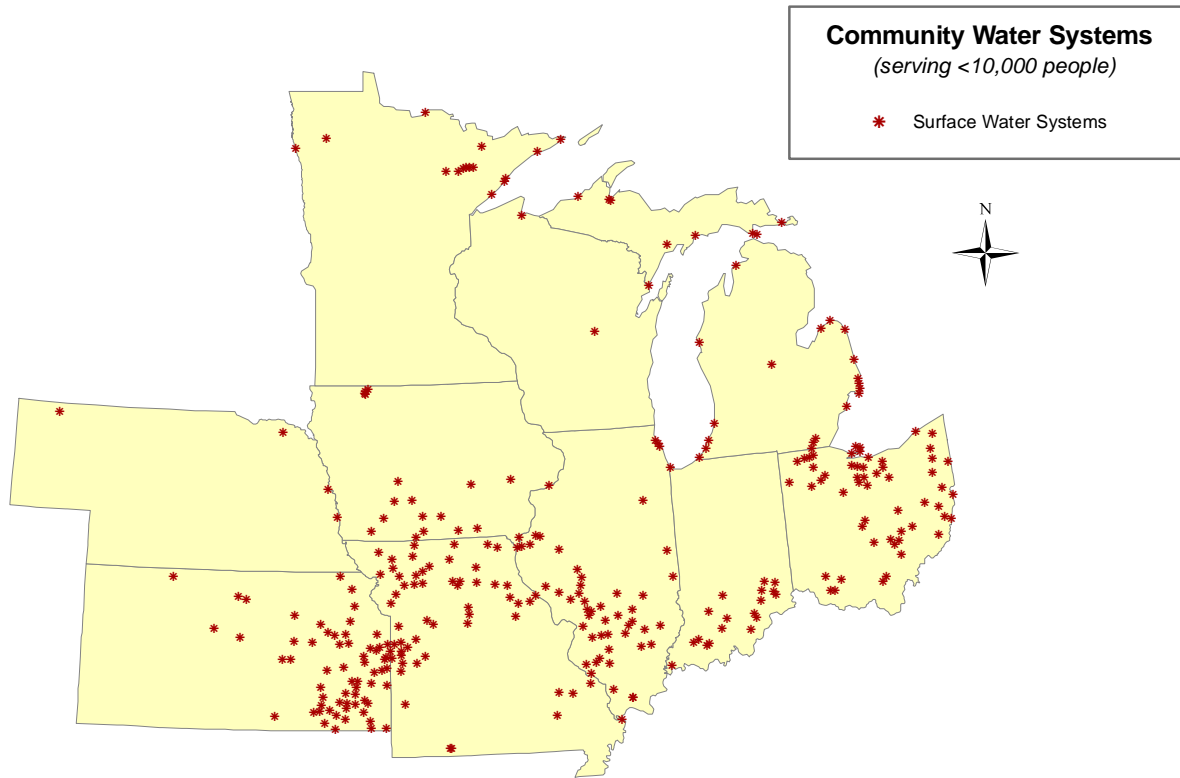 Community Water Systems
(serving <10,000 people)
Surface Water Systems
N